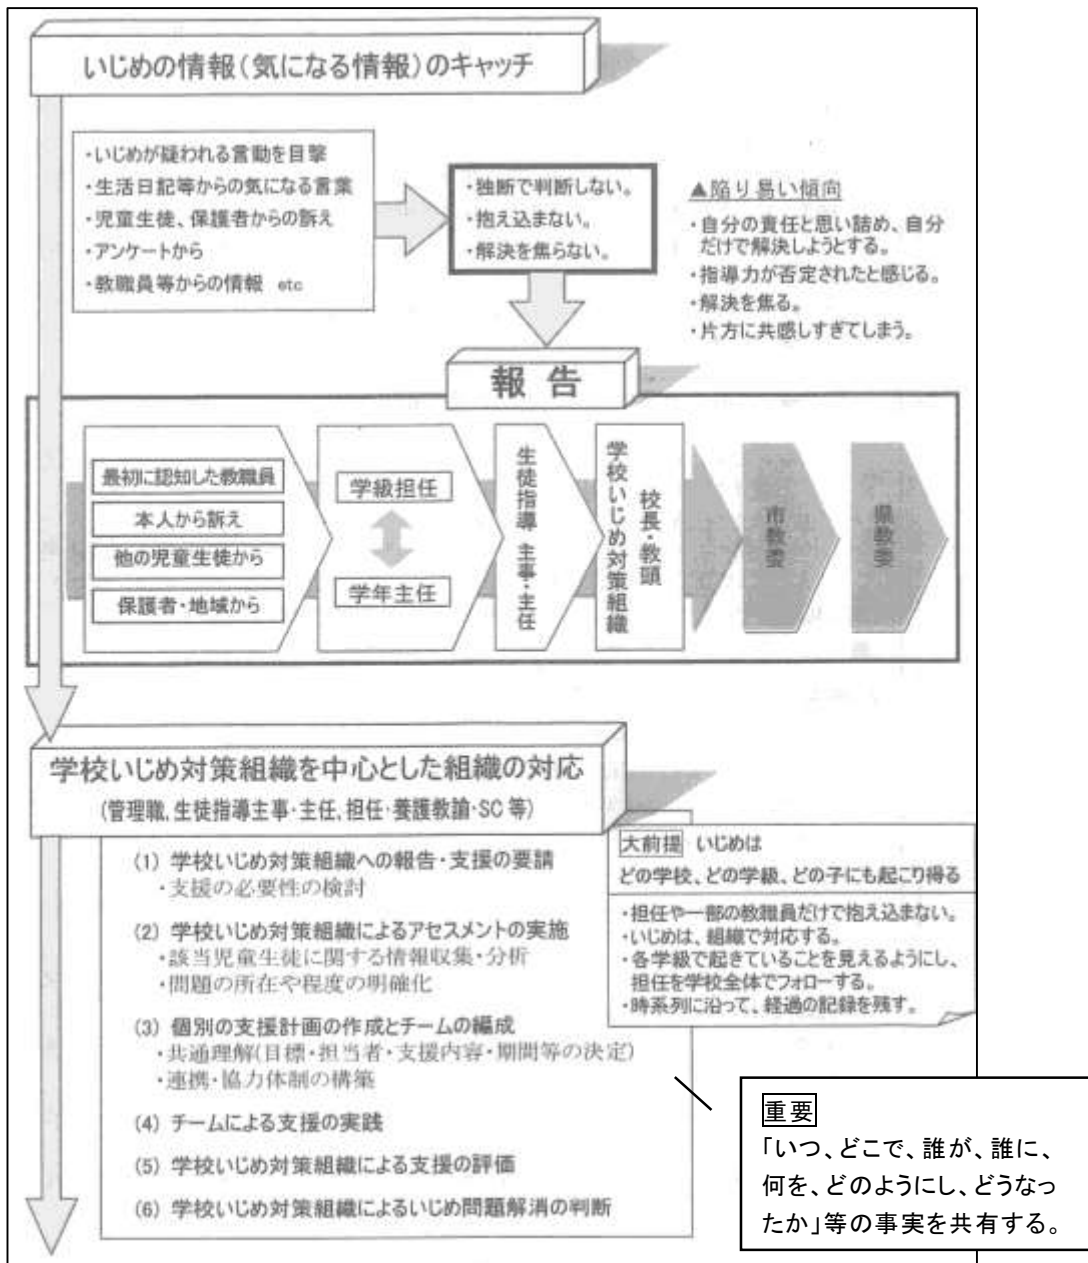 いじめの情報(気になる情報)のキャッチ
・いじめが疑われる言動を目撃
・生活日記等からの気になる言葉
・児童生徒、保護者からの訴え
・アンケートから
・教職員等からの情報 etc
・独断で判断しない。
・抱え込まない。
・解決を焦らない。
▲陥り易い傾向
・自分の責任と思い詰め、自分
だけで解決しようとする。
・指導力が否定されたと感じる。
・解決を焦る。
・片方に共感しすぎてしまう。
報告
最初に認知した教職員
本人から訴え
他の児童生徒から
保護者・地域から
学級担任
学年主任
生徒指導 主事・主任
校長・教頭
学校いじめ対策組織
市教委
県教委
学校いじめ対策組織を中心とした組織の対応
(管理職,生徒指導主事・主任,担任・養護教諭・SC 等)
(1) 学校いじめ対策組織への報告・支援の要請
・支援の必要性の検討
(2) 学校いじめ対策組織によるアセスメントの実施
・該当児童生徒に関する情報収集・分析
・問題の所在や程度の明確化
(3) 個別の支援計画の作成とチームの編成
・共通理解(目標・担当者・支援内容・期間等の決定)
・連携・協力体制の構築
(4) チームによる支援の実践
(5) 学校いじめ対策組織による支援の評価
(6) 学校いじめ対策組織によるいじめ問題解消の判断
大前提 いじめは
どの学校、どの学級、どの子にも起こり得る
・担任や一部の教職員だけで抱え込まない。
・いじめは、組織で対応する。
・各学級で起きていることを見えるようにし、
担任を学校全体でフォローする。
・時系列に沿って、経過の記録を残す。
重要
「いつ、どこで、誰が、誰に、
何を、どのようにし、どうなっ
たか」等の事実を共有する。